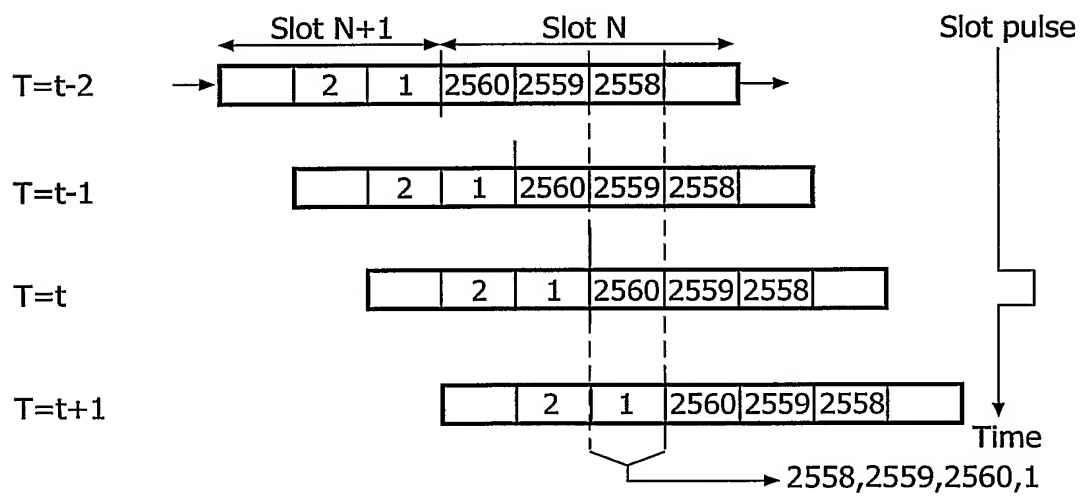 Slot N+1 Slot N Slot pulse
T=t-2 2 1 2560 2559 2558
T=t-1 2 1 2560 2559 2558
T=t 2 1 2560 2559 2558
T=t+1 2 1 2560 2559 2558
Time
2558,2559,2560,1